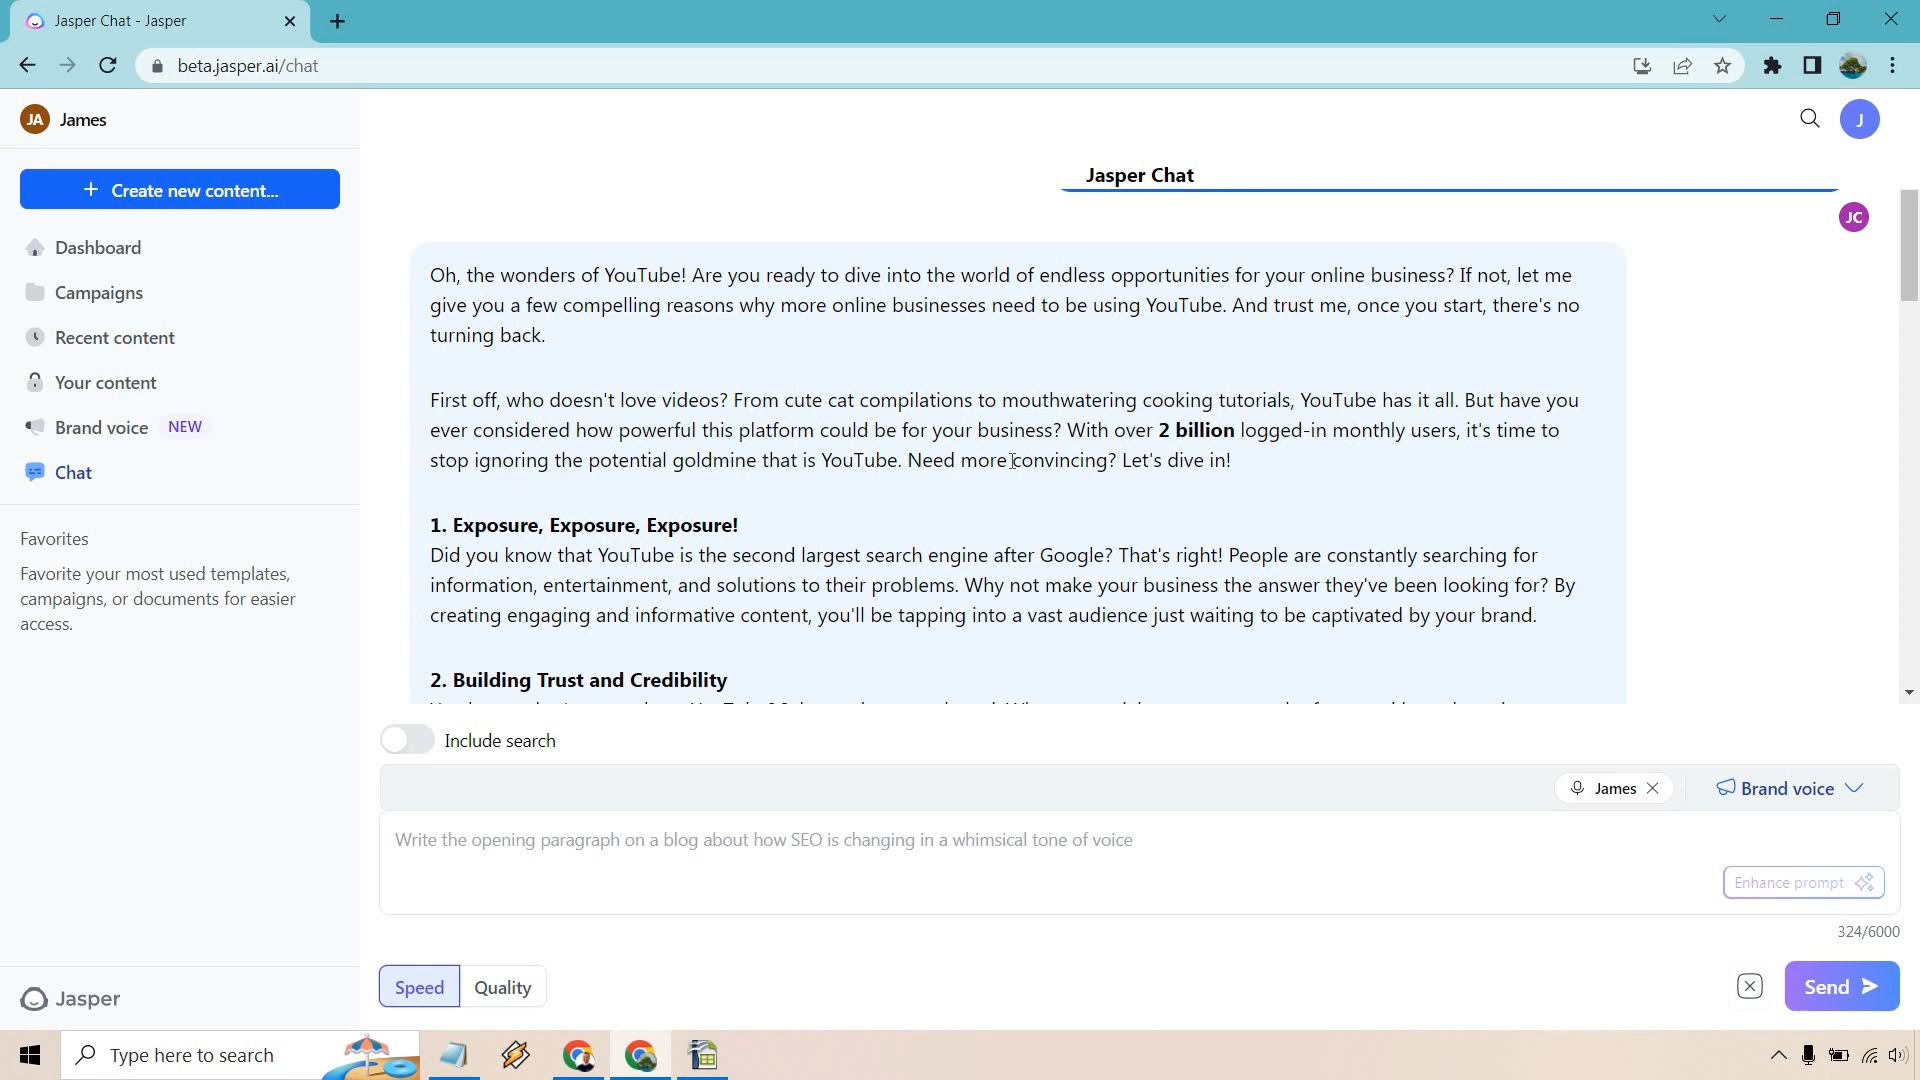 Jasper Chat - Jasper
beta.jasper.ai/chat
JA James
J
+ Create new content...
Dashboard
Campaigns
Recent content
Your content
Brand voice NEW
Chat
Favorites
Favorite your most used templates,
campaigns, or documents for easier
access.
Jasper
Jasper Chat
JC
Oh, the wonders of YouTube! Are you ready to dive into the world of endless opportunities for your online business? If not, let me
give you a few compelling reasons why more online businesses need to be using YouTube. And trust me, once you start, there's no
turning back.
First off, who doesn't love videos? From cute cat compilations to mouthwatering cooking tutorials, YouTube has it all. But have you
ever considered how powerful this platform could be for your business? With over 2 billion logged-in monthly users, it's time to
stop ignoring the potential goldmine that is YouTube. Need more convincing? Let's dive in!
1. Exposure, Exposure, Exposure!
Did you know that YouTube is the second largest search engine after Google? That's right! People are constantly searching for
information, entertainment, and solutions to their problems. Why not make your business the answer they've been looking for? By
creating engaging and informative content, you'll be tapping into a vast audience just waiting to be captivated by your brand.
2. Building Trust and Credibility
Include search
James
Brand voice
Write the opening paragraph on a blog about how SEO is changing in a whimsical tone of voice
Enhance prompt
324/6000
Speed
Quality
Send
Type here to search